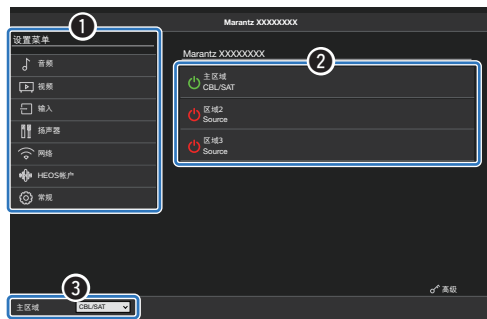 Marantz XXXXXXXX
1
设置菜单
音频
视频
输入
扬声器
网络
HEOS帐户
常规
Marantz XXXXXXXX
2
主区域
CBL/SAT
区域2
Source
区域3
Source
高级
3
主区域 CBL/SAT